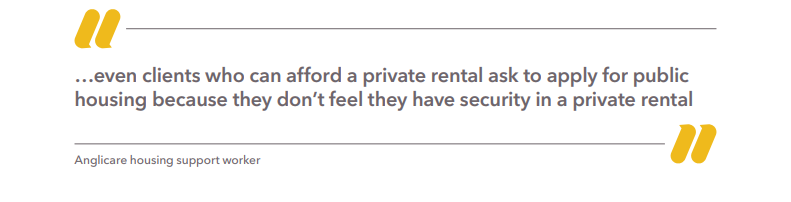 …even clients who can afford a private rental ask to apply for public
housing because they don’t feel they have security in a private rental
Anglicare housing support worker